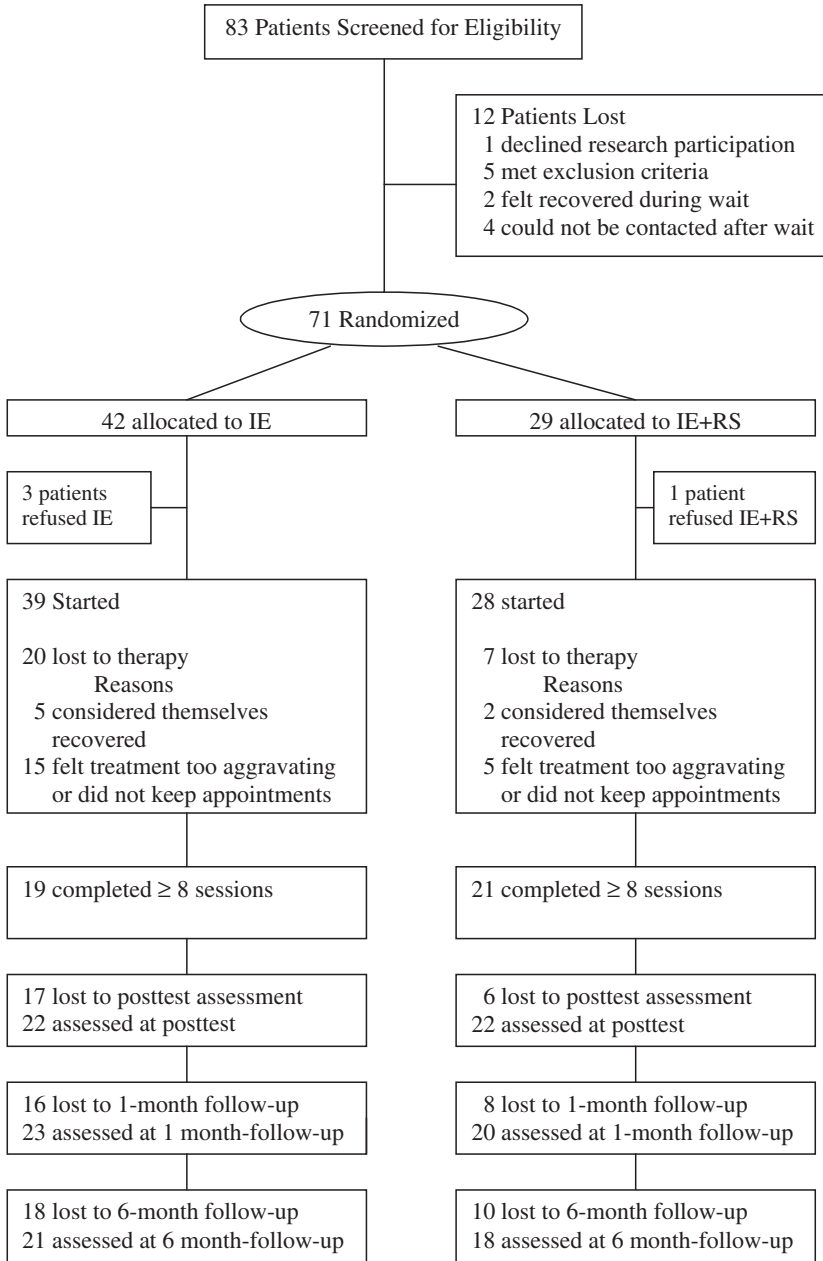 83 Patients Screened for Eligibility
12 Patients Lost
1 declined research participation
5 met exclusion criteria
2 felt recovered during wait
4 could not be contacted after wait
71 Randomized
42 allocated to IE
29 allocated to IE+RS
3 patients
refused IE
1 patient
refused IE+RS
39 Started
20 lost to therapy
Reasons
5 considered themselves
recovered
15 felt treatment too aggravating
or did not keep appointments
28 started
7 lost to therapy
Reasons
2 considered themselves
recovered
5 felt treatment too aggravating
or did not keep appointments
19 completed ≥ 8 sessions
21 completed ≥ 8 sessions
17 lost to posttest assessment
22 assessed at posttest
6 lost to posttest assessment
22 assessed at posttest
16 lost to 1-month follow-up
23 assessed at 1 month-follow-up
8 lost to 1-month follow-up
20 assessed at 1-month follow-up
18 lost to 6-month follow-up
21 assessed at 6 month-follow-up
10 lost to 6-month follow-up
18 assessed at 6 month-follow-up